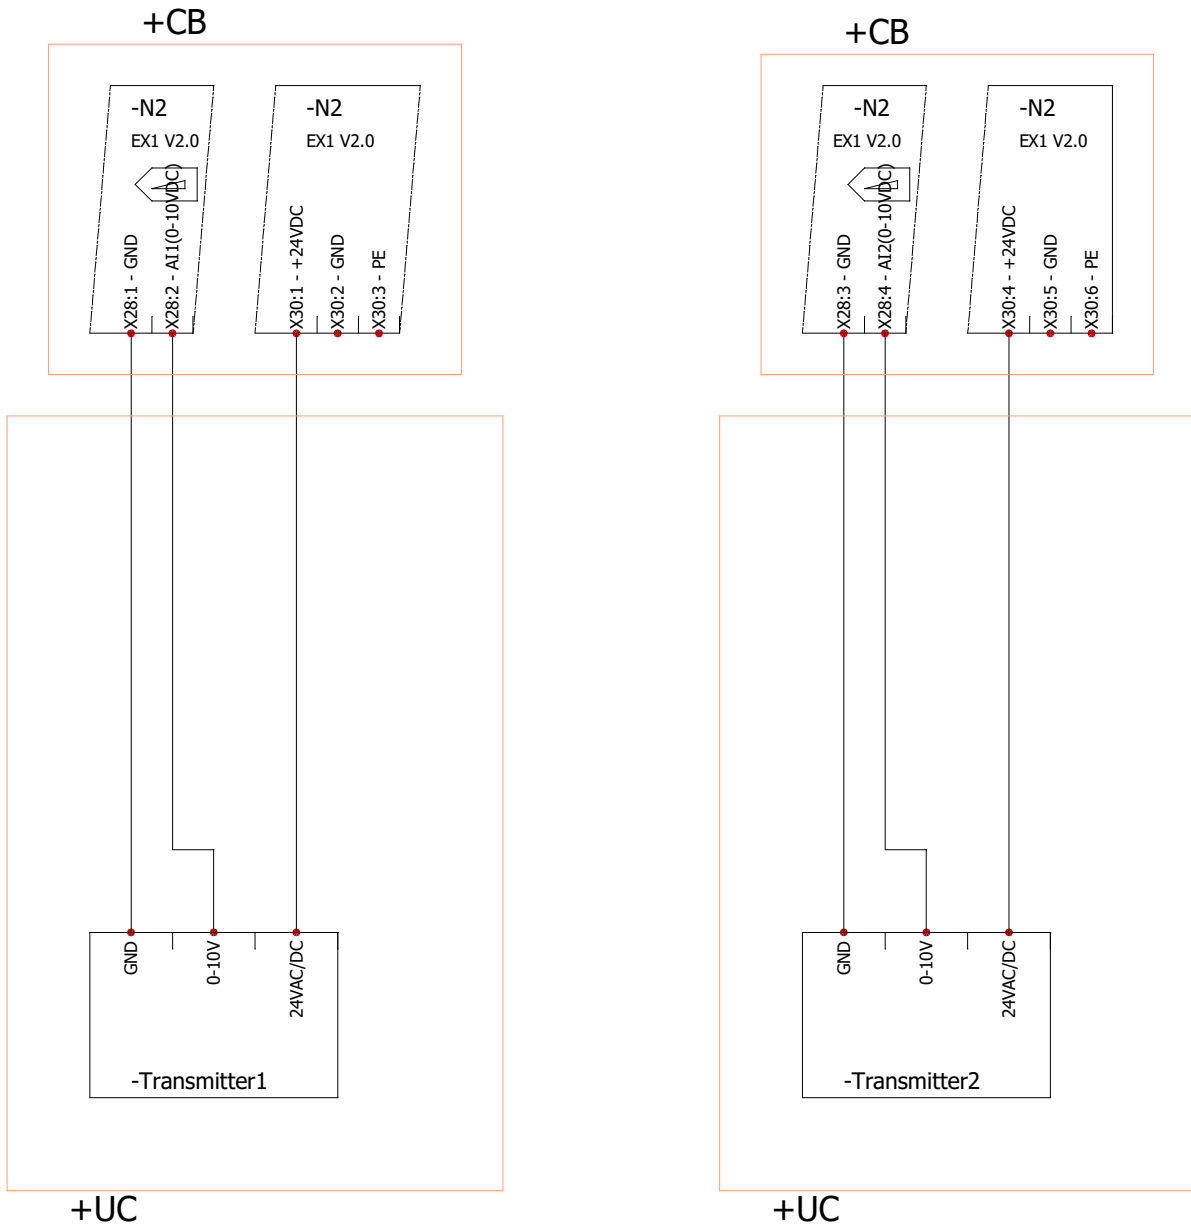 +CB
-N2
EX1 V2.0
X28:1 - GND
X28:2 - AI1(0-10VDC)
-N2
EX1 V2.0
X30:1 - +24VDC
X30:2 - GND
X30:3 - PE
GND
0-10V
24VAC/DC
-Transmitter1
+UC
+CB
-N2
EX1 V2.0
X28:3 - GND
X28:4 - AI2(0-10VDC)
-N2
EX1 V2.0
X30:4 - +24VDC
X30:5 - GND
X30:6 - PE
GND
0-10V
24VAC/DC
-Transmitter2
+UC